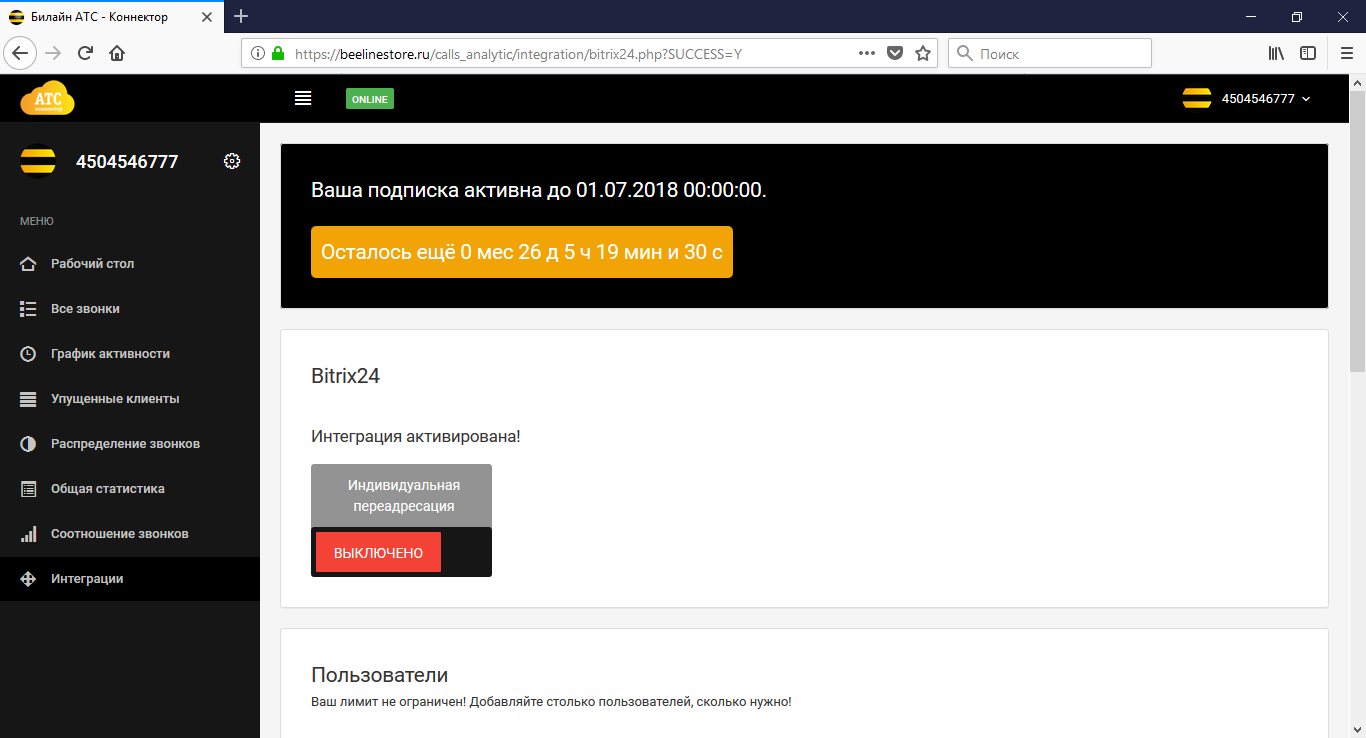 Билайн АТС - Коннектор
https://beelinestore.ru/calls_analytic/integration/bitrix24.php?SUCCESS=Y
Поиск
АТС
коннектор
ONLINE
4504546777
4504546777
МЕНЮ
Рабочий стол
Все звонки
График активности
Упущенные клиенты
Распределение звонков
Общая статистика
Соотношение звонков
Интеграции
Ваша подписка активна до 01.07.2018 00:00:00.
Осталось ещё 0 мес 26 д 5 ч 19 мин и 30 с
Bitrix24
Интеграция активирована!
Индивидуальная
переадресация
ВЫКЛЮЧЕНО
Пользователи
Ваш лимит не ограничен! Добавляйте столько пользователей, сколько нужно!